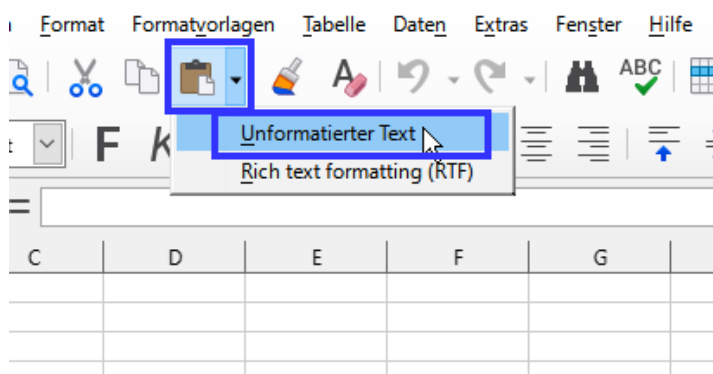 Format Formatvorlagen Tabelle Daten Extras Fenster Hilfe
ABC
F K
Unformatierter Text
Rich text formatting (RTF)
=
C D E F G